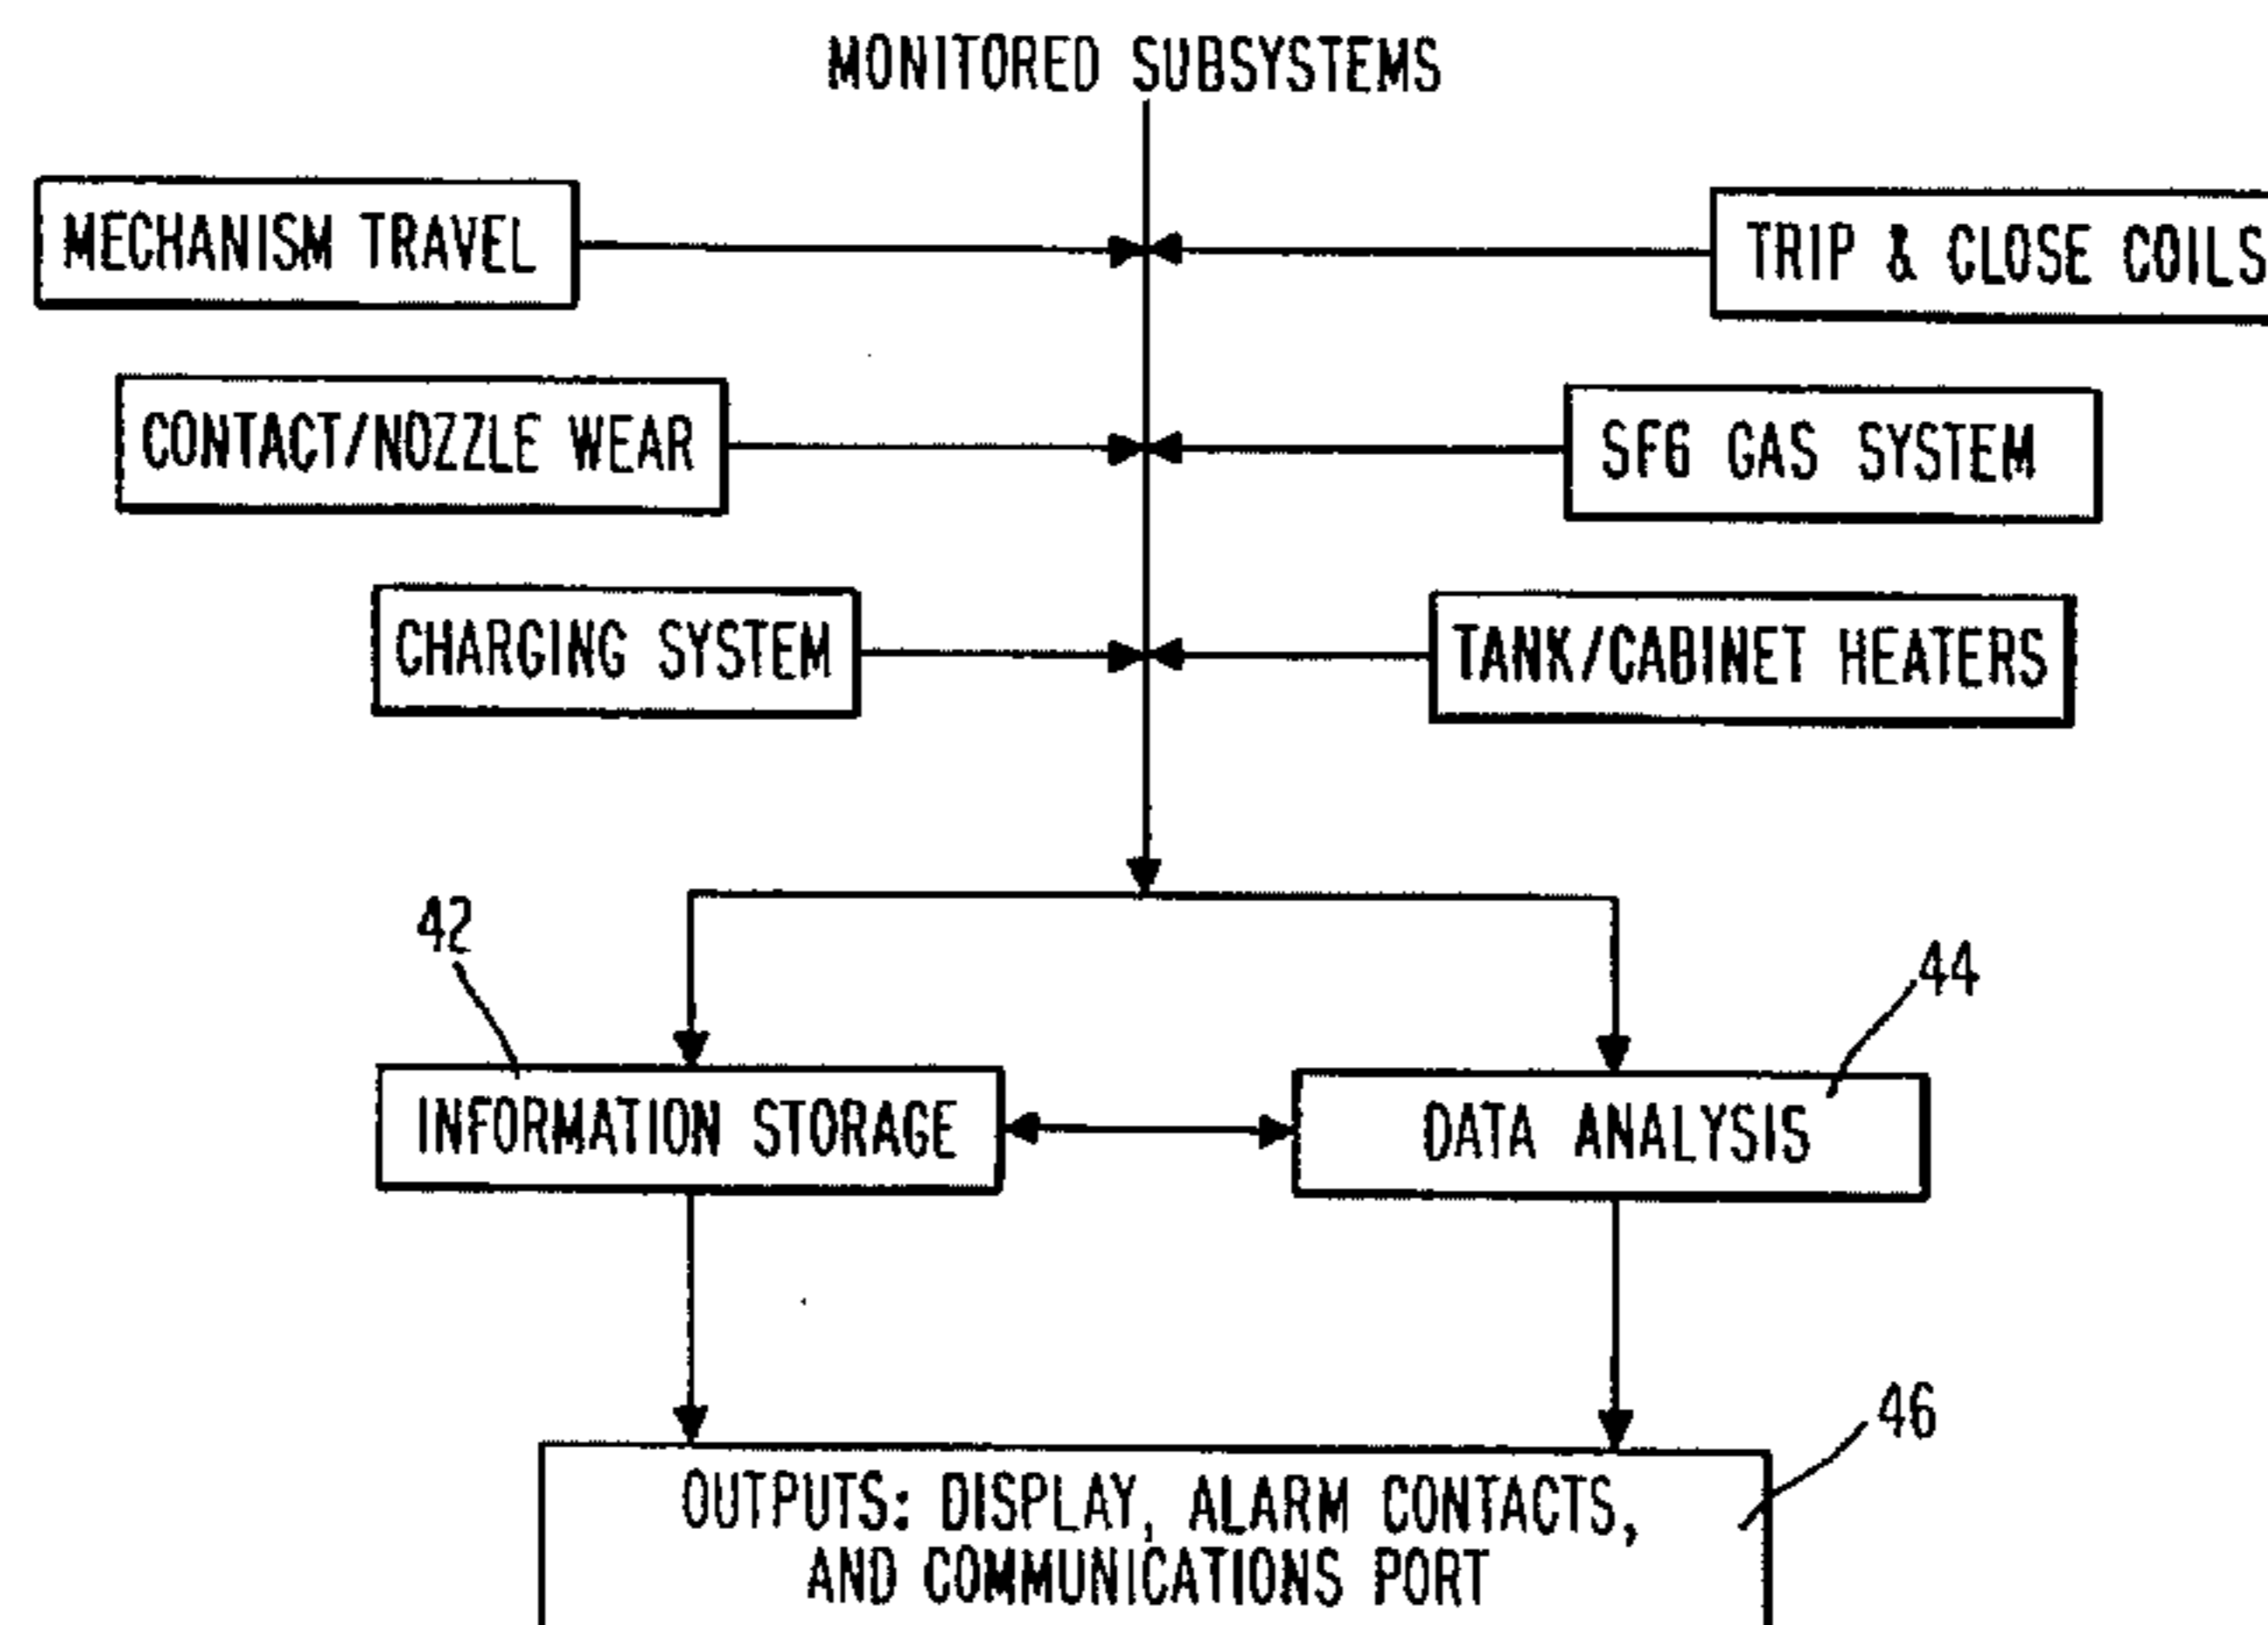 MONITORED SUBSYSTEMS
MECHANISM TRAVEL
TRIP & CLOSE COILS
CONTACT/NOZZLE WEAR
SF6 GAS SYSTEM
CHARGING SYSTEM
TANK/CABINET HEATERS
42
44
INFORMATION STORAGE
DATA ANALYSIS
46
OUTPUTS: DISPLAY, ALARM CONTACTS,
AND COMMUNICATIONS PORT